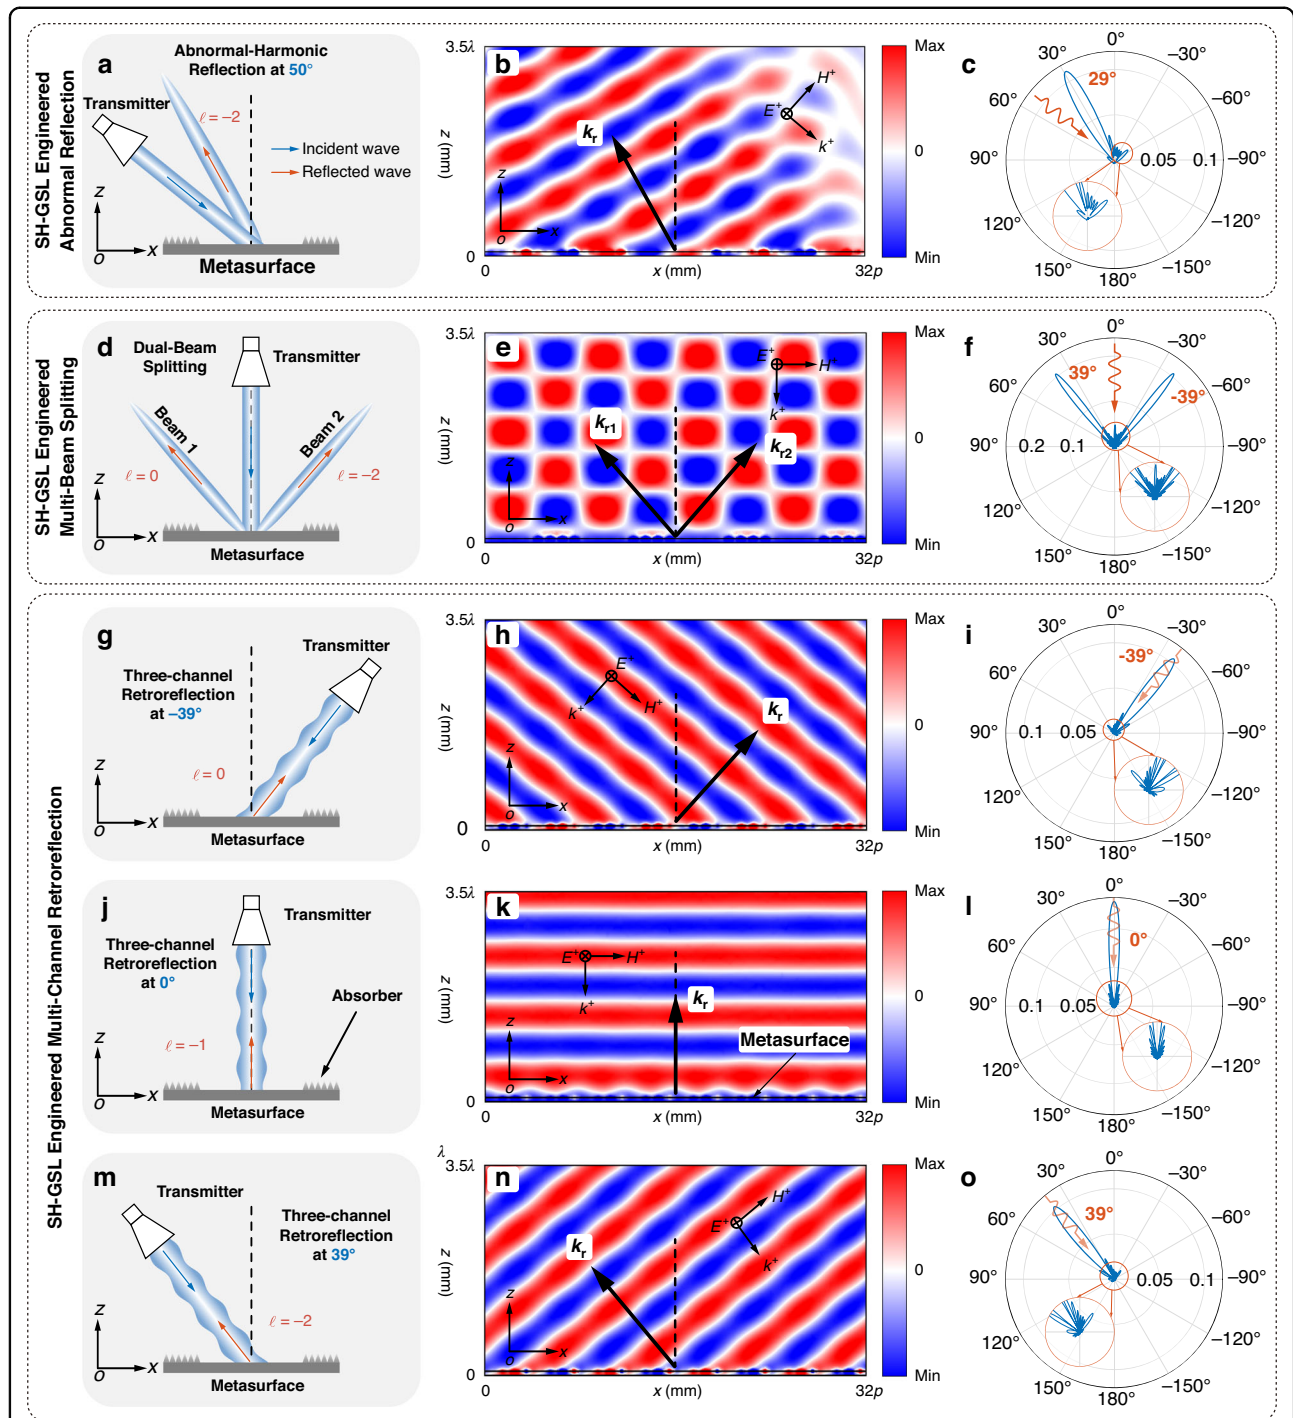 SH-GSL Engineered
Abnormal Reflection
a
Abnormal-Harmonic
Reflection at 50°
Transmitter
ℓ = −2
Incident wave
Reflected wave
z
o
x
Metasurface
b
3.5λ
z (mm)
0
H⁺
E⁺
k⁺
kr
z
o
x
0
x (mm)
32p
Max
0
Min
c
0°
30°
−30°
60°
−60°
90°
−90°
120°
−120°
150°
−150°
180°
29°
0.05
0.1
SH-GSL Engineered
Multi-Beam Splitting
d
Dual-Beam
Splitting
Transmitter
Beam 1
Beam 2
ℓ = 0
ℓ = −2
z
o
x
Metasurface
e
3.5λ
z (mm)
0
E⁺
H⁺
k⁺
kr1
kr2
z
o
x
0
x (mm)
32p
Max
0
Min
f
0°
30°
−30°
60°
−60°
90°
−90°
120°
−120°
150°
−150°
180°
39°
-39°
0.2
0.1
SH-GSL Engineered Multi-Channel Retroreflection
g
Transmitter
Three-channel
Retroreflection
at −39°
ℓ = 0
z
o
x
Metasurface
h
3.5λ
z (mm)
0
E⁺
k⁺
H⁺
kr
z
o
x
0
x (mm)
32p
Max
0
Min
i
0°
30°
−30°
60°
−60°
90°
−90°
120°
−120°
150°
−150°
180°
-39°
0.1
0.05
j
Transmitter
Three-channel
Retroreflection
at 0°
Absorber
ℓ = −1
z
o
x
Metasurface
k
3.5λ
z (mm)
0
E⁺
H⁺
k⁺
kr
Metasurface
z
o
x
0
x (mm)
32p
Max
0
Min
l
0°
30°
−30°
60°
−60°
90°
−90°
120°
−120°
150°
−150°
180°
0°
0.1
0.05
m
Transmitter
Three-channel
Retroreflection
at 39°
ℓ = −2
z
o
x
Metasurface
n
λ
3.5λ
z (mm)
0
H⁺
E⁺
k⁺
kr
z
o
x
0
x (mm)
32p
Max
0
Min
o
0°
30°
−30°
60°
−60°
90°
−90°
120°
−120°
150°
−150°
180°
39°
0.05
0.1